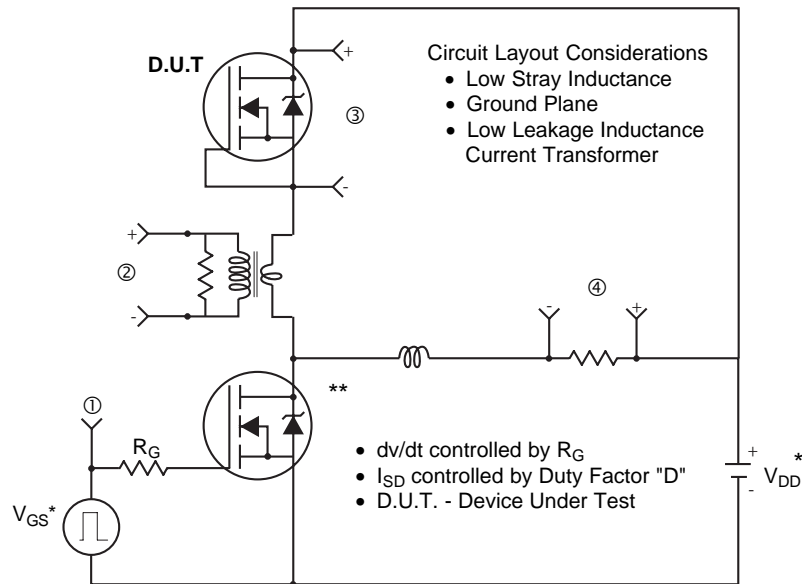 D.U.T
+
③
-
Circuit Layout Considerations
• Low Stray Inductance
• Ground Plane
• Low Leakage Inductance
Current Transformer
+
②
-
④
- +
**
①
RG
VGS*
• dv/dt controlled by RG
• ISD controlled by Duty Factor "D"
• D.U.T. - Device Under Test
+
-
VDD*